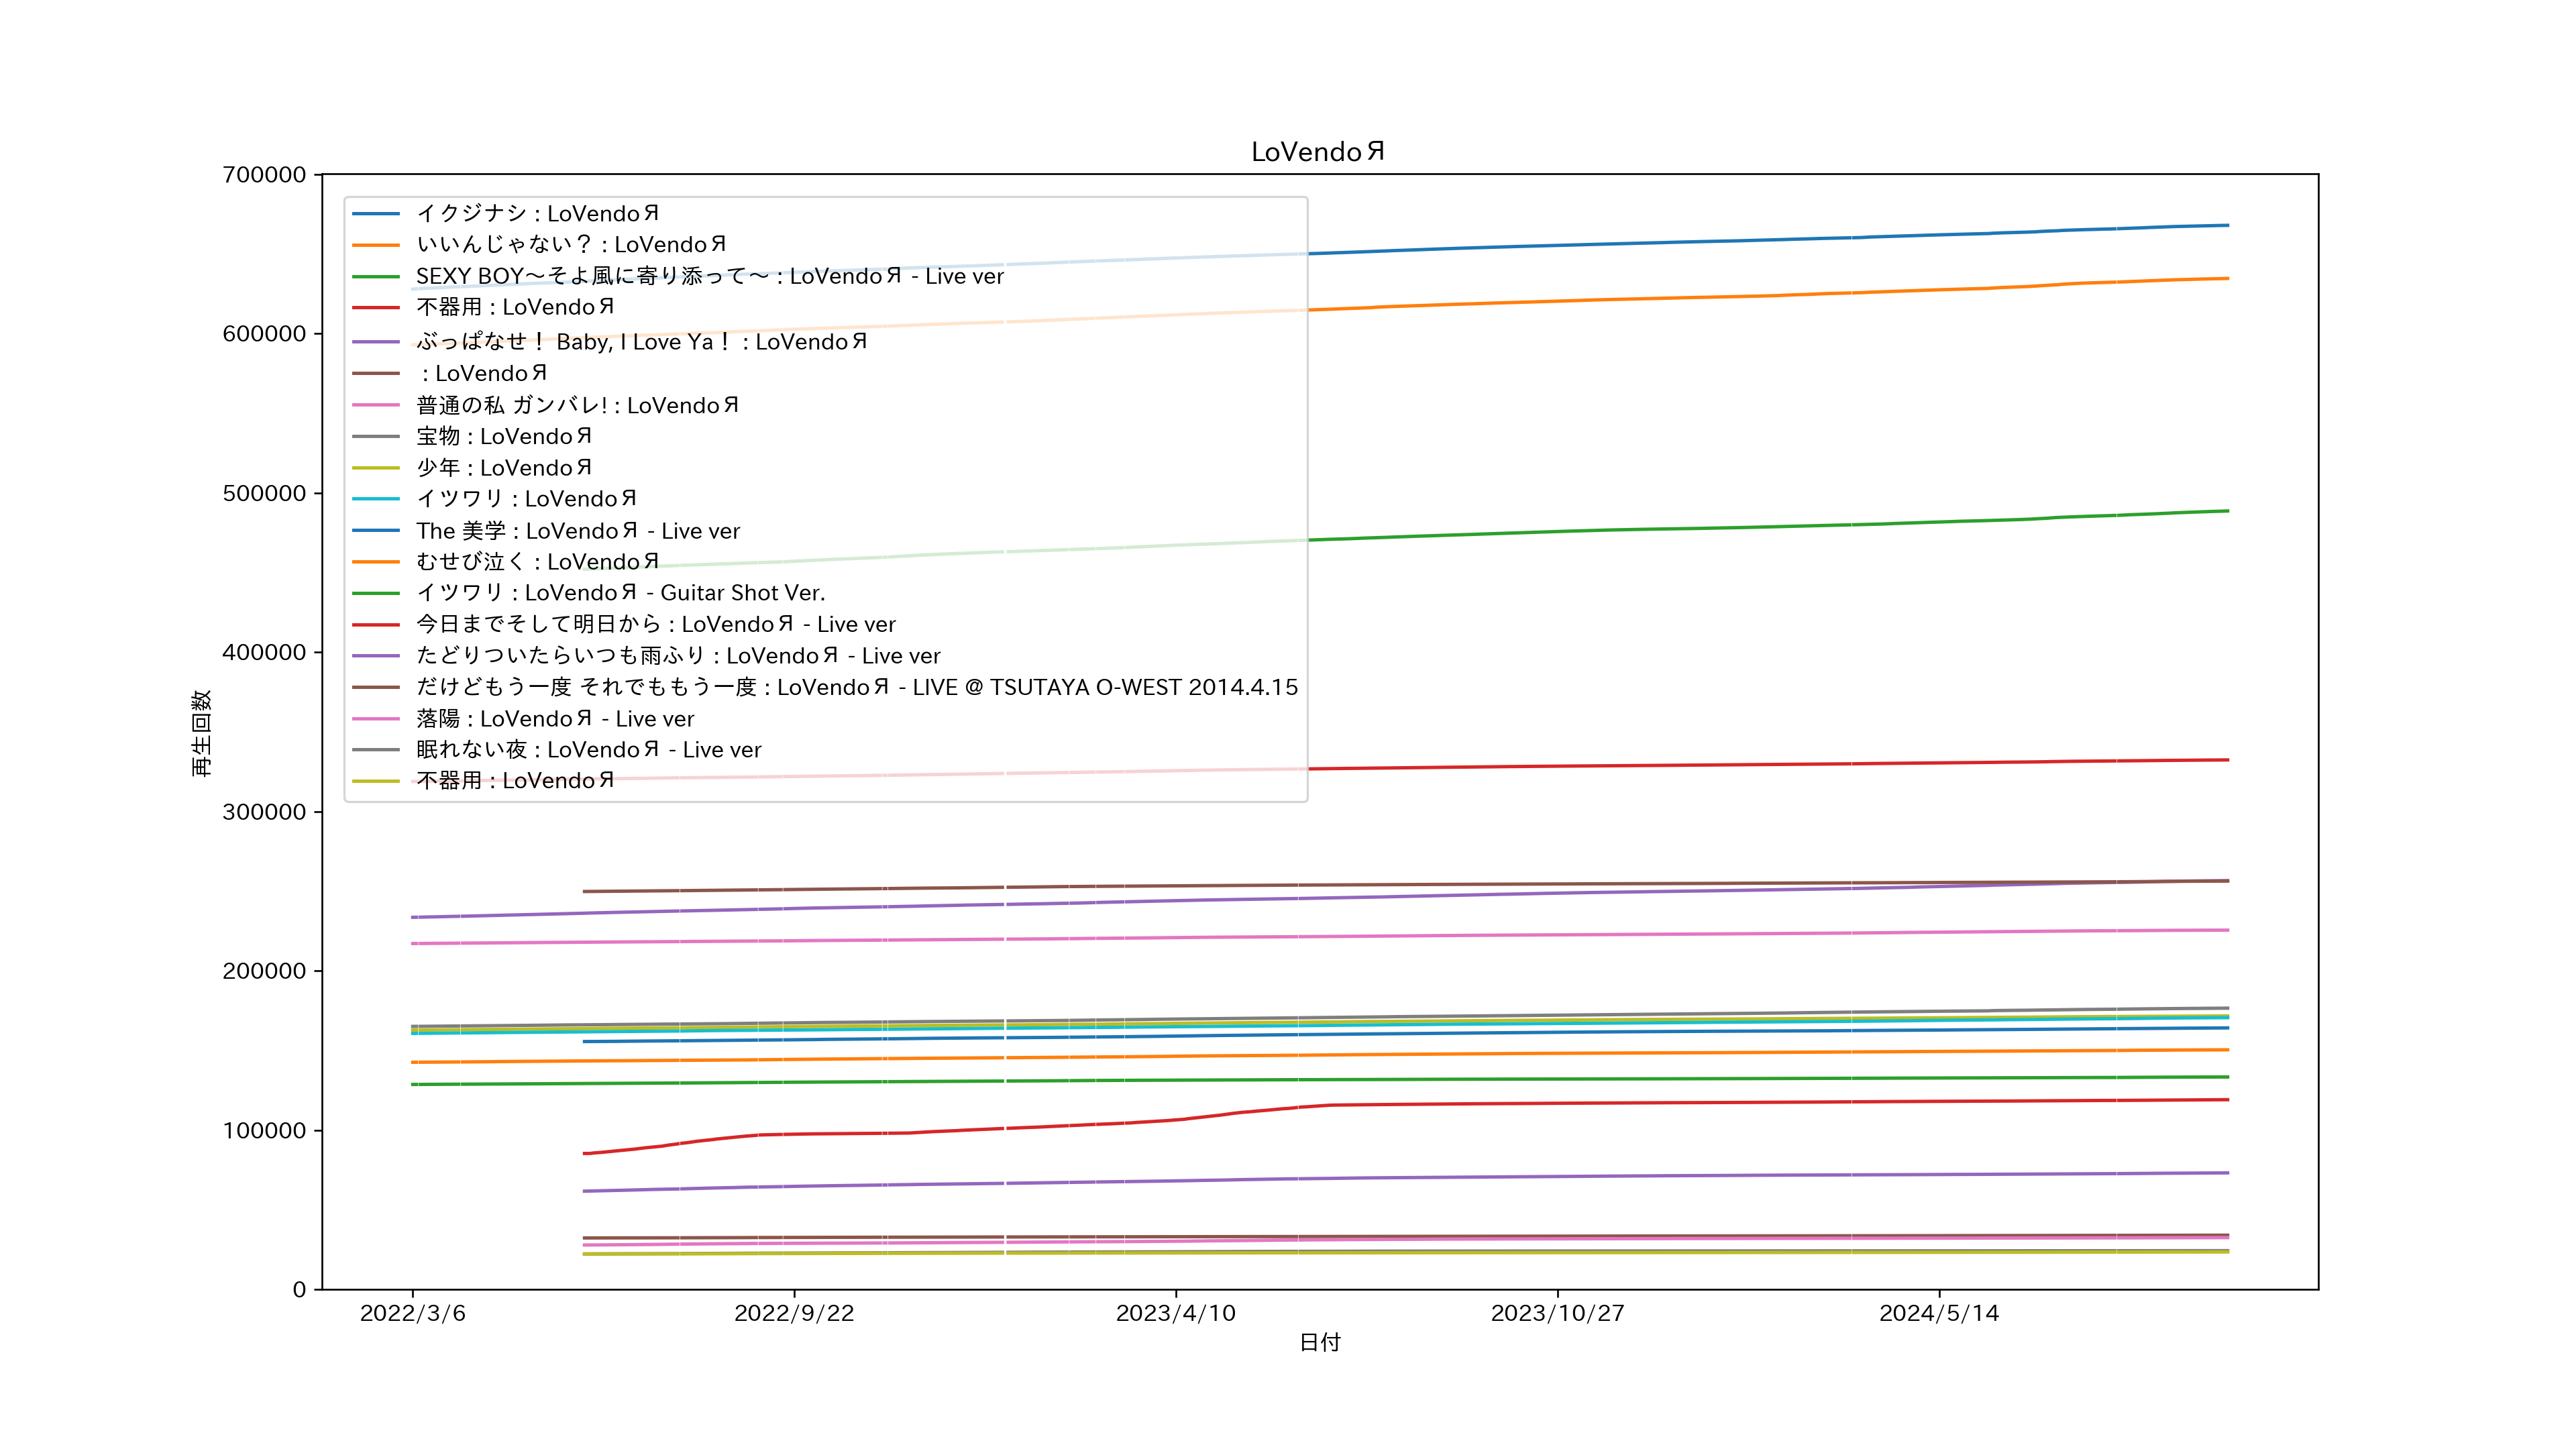 LoVendoЯ
700000
600000
500000
400000
300000
200000
100000
0
再生回数
イクジナシ : LoVendoЯ
いいんじゃない？ : LoVendoЯ
SEXY BOY～そよ風に寄り添って～ : LoVendoЯ - Live ver
不器用 : LoVendoЯ
ぶっぱなせ！ Baby, I Love Ya！ : LoVendoЯ
: LoVendoЯ
普通の私 ガンバレ! : LoVendoЯ
宝物 : LoVendoЯ
少年 : LoVendoЯ
イツワリ : LoVendoЯ
The 美学 : LoVendoЯ - Live ver
むせび泣く : LoVendoЯ
イツワリ : LoVendoЯ - Guitar Shot Ver.
今日までそして明日から : LoVendoЯ - Live ver
たどりついたらいつも雨ふり : LoVendoЯ - Live ver
だけどもう一度 それでももう一度 : LoVendoЯ - LIVE @ TSUTAYA O-WEST 2014.4.15
落陽 : LoVendoЯ - Live ver
眠れない夜 : LoVendoЯ - Live ver
不器用 : LoVendoЯ
2022/3/6
2022/9/22
2023/4/10
2023/10/27
2024/5/14
日付